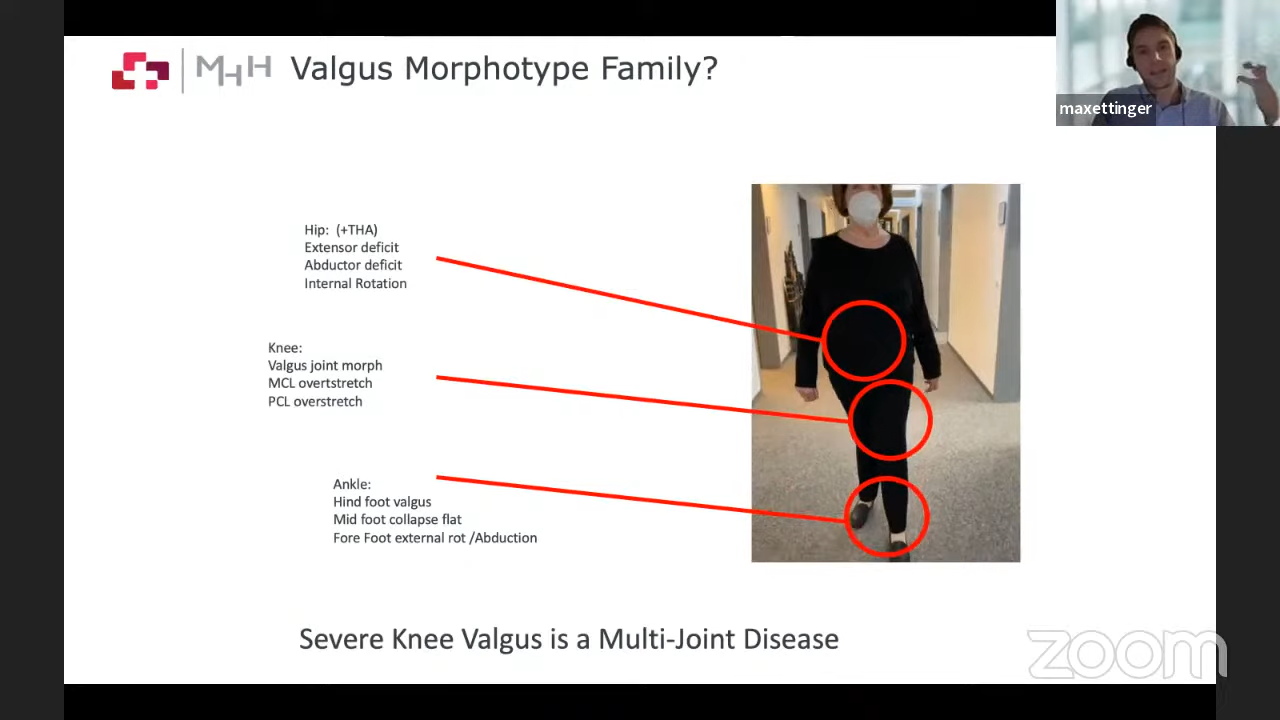 MHH
Valgus Morphotype Family?
maxettinger
Hip: (+THA)
Extensor deficit
Abductor deficit
Internal Rotation
Knee:
Valgus joint morph
MCL overtstretch
PCL overstretch
Ankle:
Hind foot valgus
Mid foot collapse flat
Fore Foot external rot /Abduction
Severe Knee Valgus is a Multi-Joint Disease
zoom